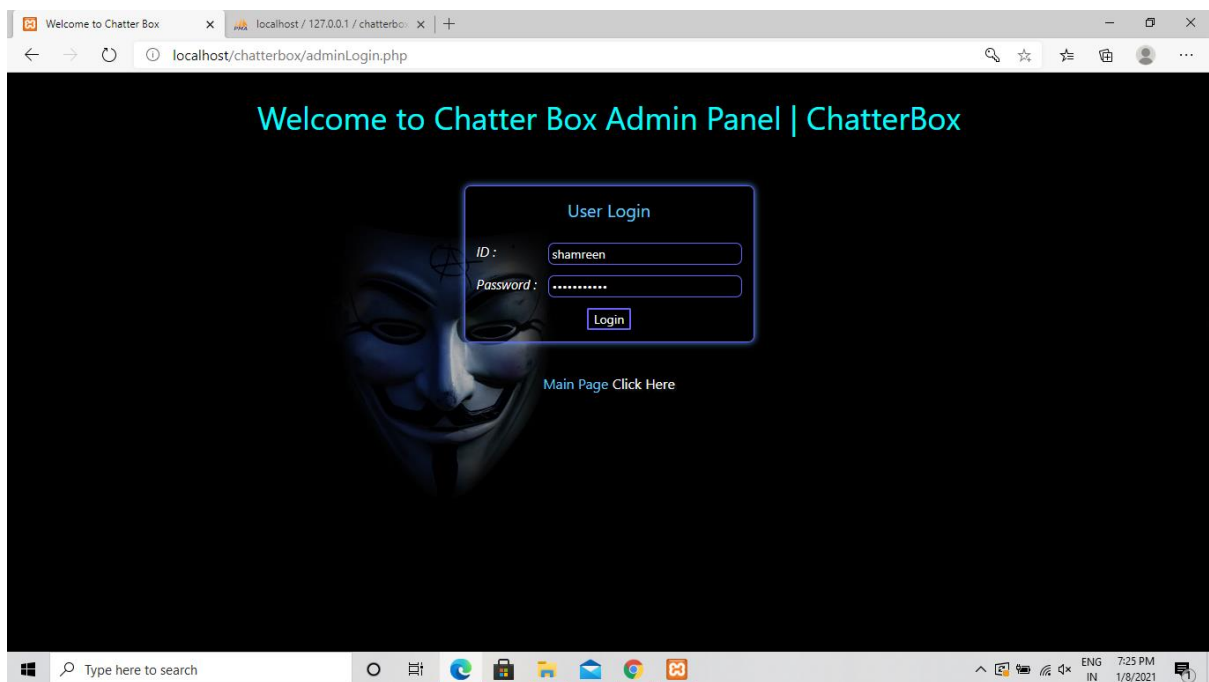 Welcome to Chatter Box
localhost / 127.0.0.1 / chatterbo
localhost/chatterbox/adminLogin.php
Welcome to Chatter Box Admin Panel | ChatterBox
User Login
ID :
shamreen
Password :
•••••••••••
Login
Main Page Click Here
Type here to search
ENG
IN
7:25 PM
1/8/2021
1